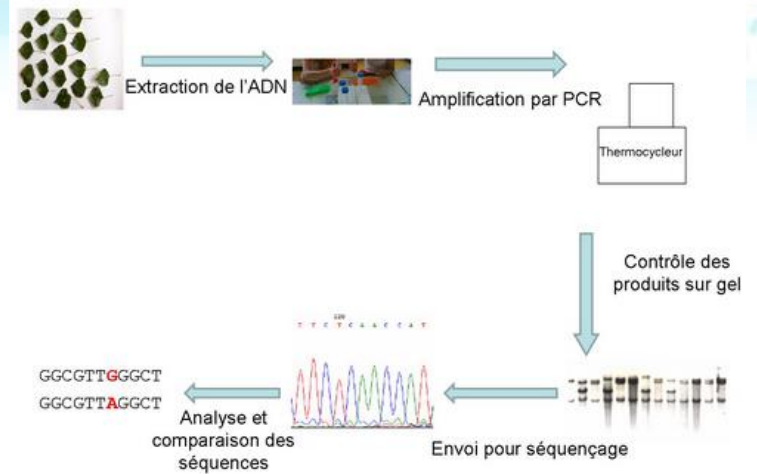 Extraction de l'ADN
Amplification par PCR
Thermocycleur
Contrôle des
produits sur gel
Envoi pour séquençage
T T C T C A A C C A T
Analyse et
comparaison des
séquences
GGCGTTGGGCT
GGCGTTAGGCT